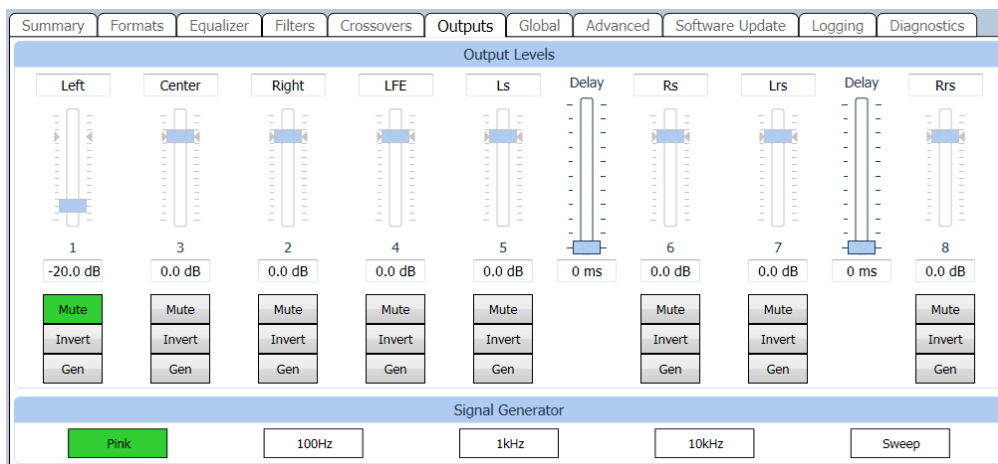 Summary Formats Equalizer Filters Crossovers Outputs Global Advanced Software Update Logging Diagnostics
Output Levels
Left Center Right LFE Ls Delay Rs Lrs Delay Rrs
1 3 2 4 5 6 7 8
-20.0 dB 0.0 dB 0.0 dB 0.0 dB 0.0 dB 0 ms 0.0 dB 0.0 dB 0 ms 0.0 dB
Mute Mute Mute Mute Mute Mute Mute Mute
Invert Invert Invert Invert Invert Invert Invert Invert
Gen Gen Gen Gen Gen Gen Gen Gen
Signal Generator
Pink 100Hz 1kHz 10kHz Sweep